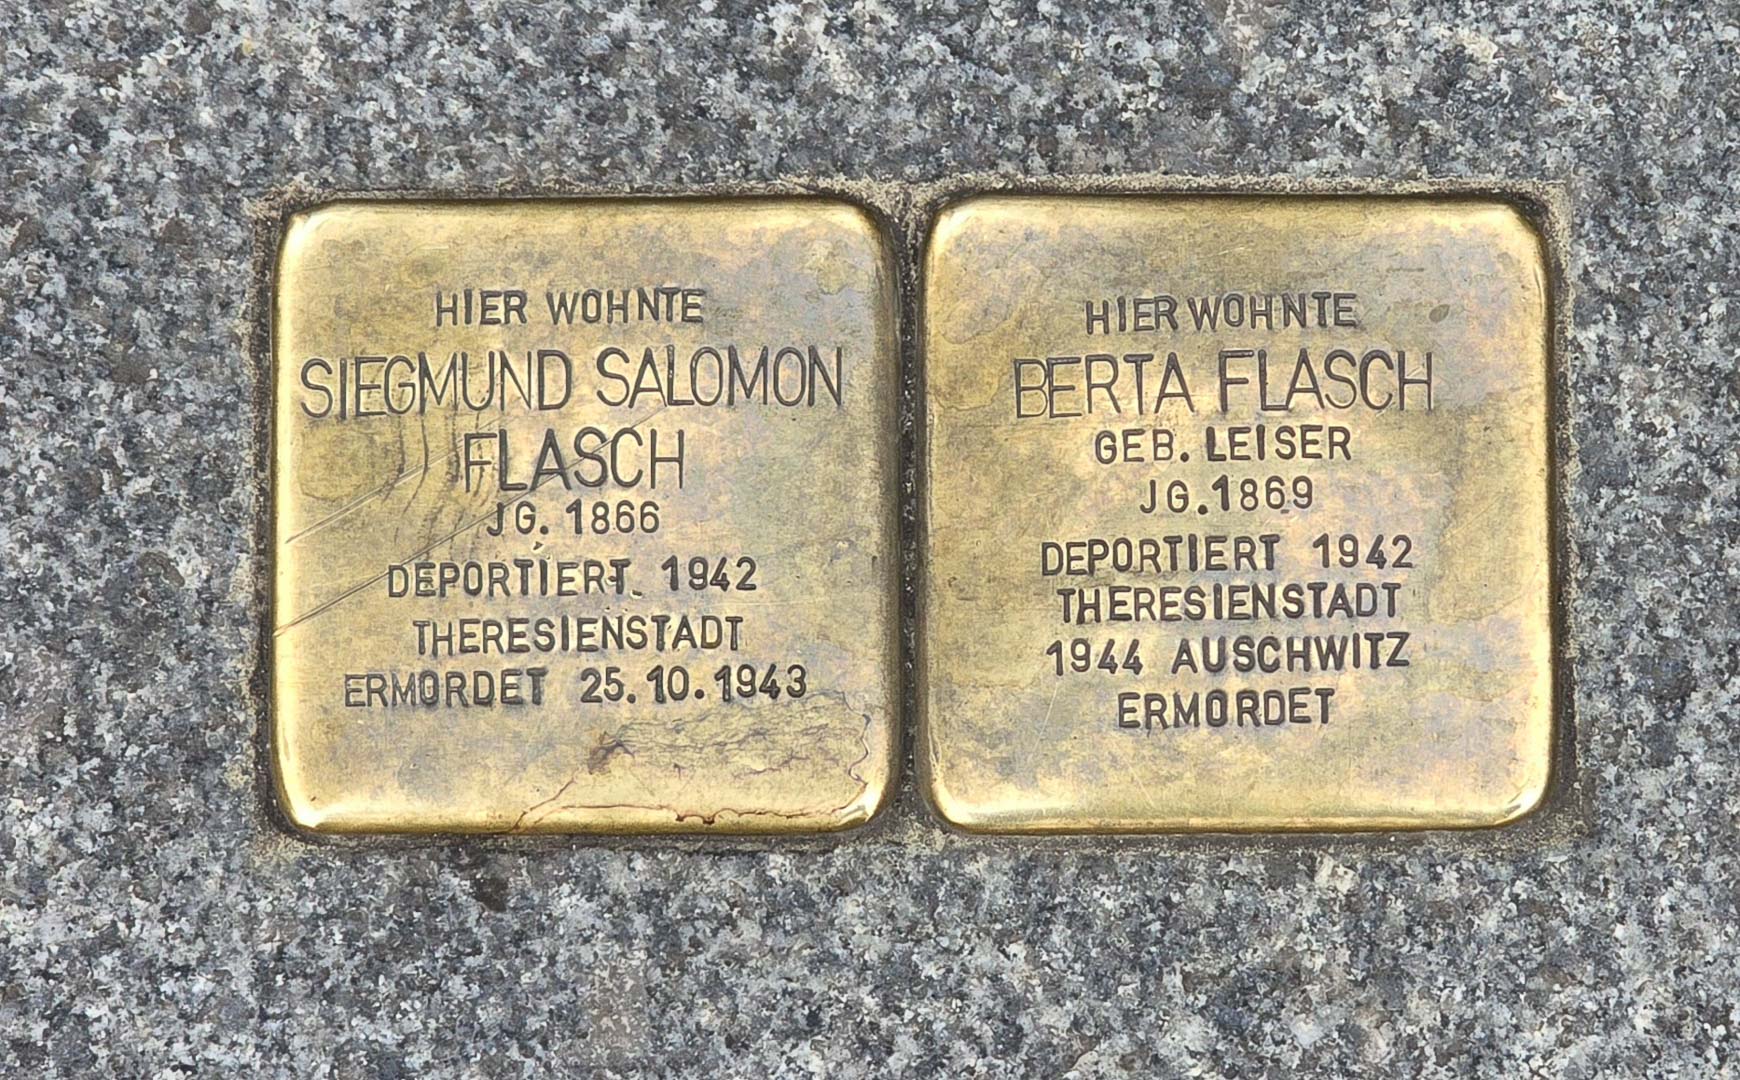 HIER WOHNTE
SIEGMUND SALOMON
FLASCH
JG. 1866
DEPORTIERT 1942
THERESIENSTADT
ERMORDET 25.10.1943
HIER WOHNTE
BERTA FLASCH
GEB. LEISER
JG. 1869
DEPORTIERT 1942
THERESIENSTADT
1944 AUSCHWITZ
ERMORDET